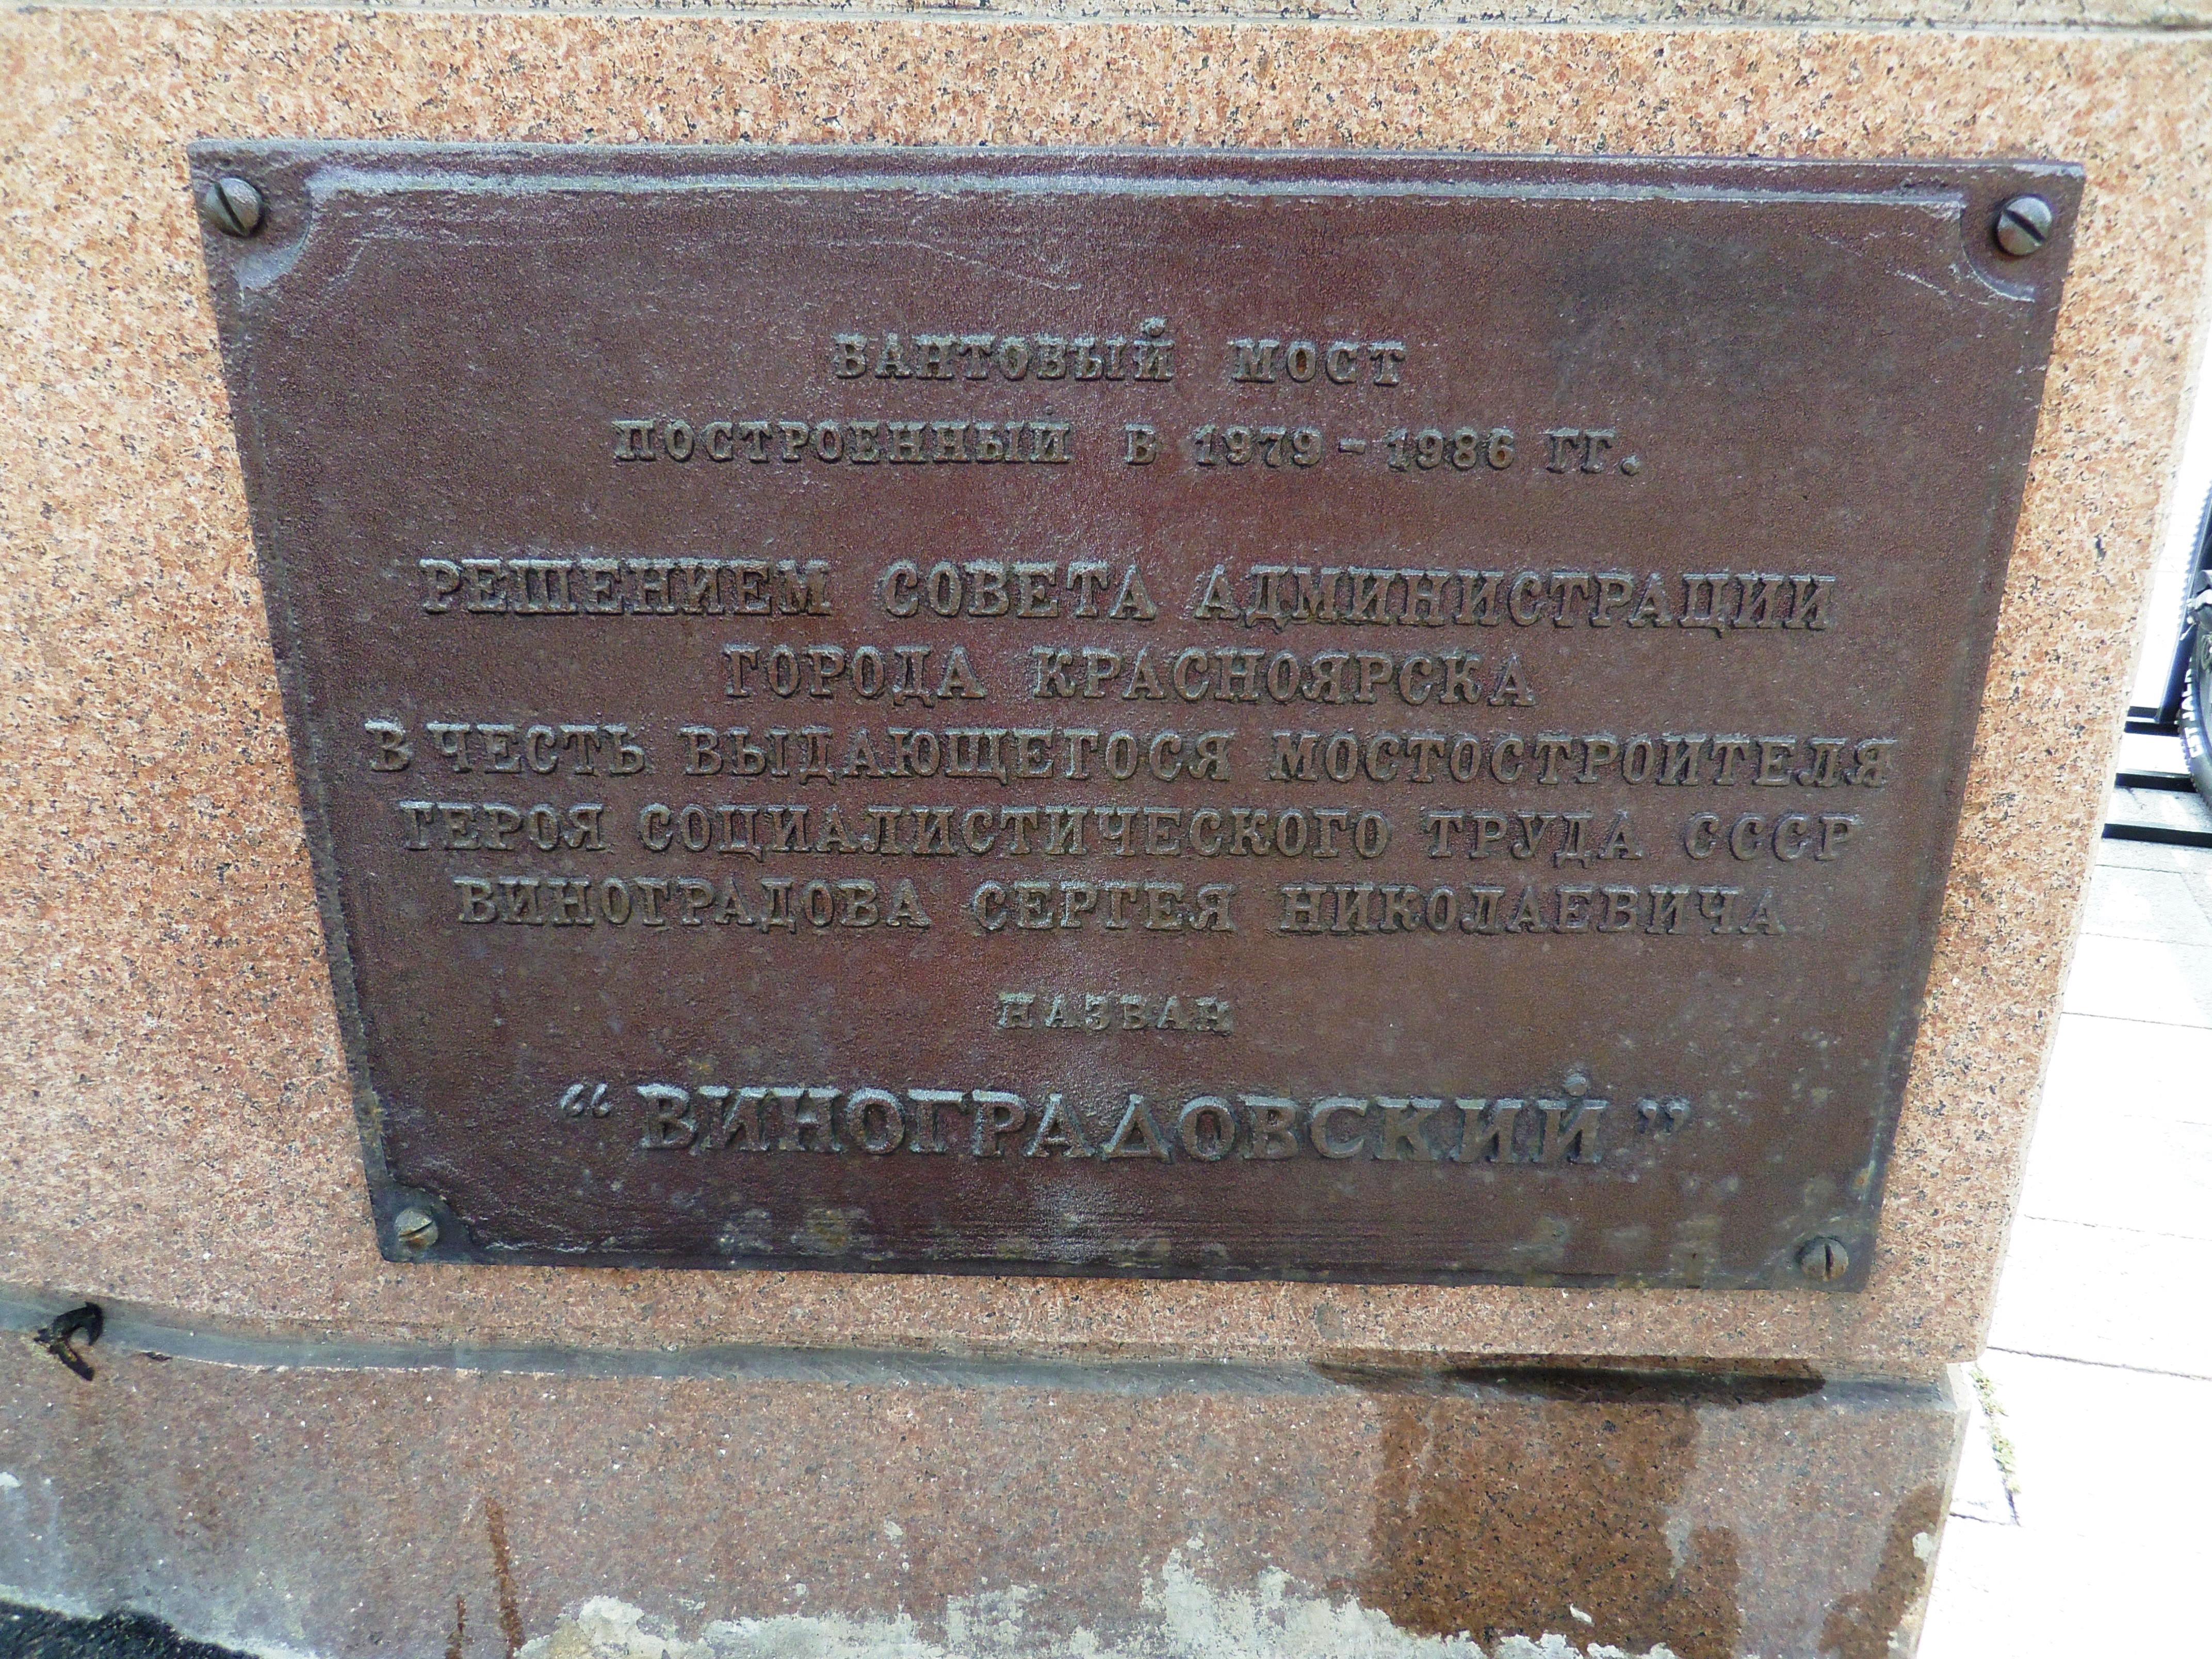 ВАНТОВЫЙ МОСТ
ПОСТРОЕННЫЙ В 1979 - 1986 ГГ.
РЕШЕНИЕМ СОВЕТА АДМИНИСТРАЦИИ
ГОРОДА КРАСНОЯРСКА
В ЧЕСТЬ ВЫДАЮЩЕГОСЯ МОСТОСТРОИТЕЛЯ
ГЕРОЯ СОЦИАЛИСТИЧЕСКОГО ТРУДА СССР
ВИНОГРАДОВА СЕРГЕЯ НИКОЛАЕВИЧА
НАЗВАН
“ВИНОГРАДОВСКИЙ”